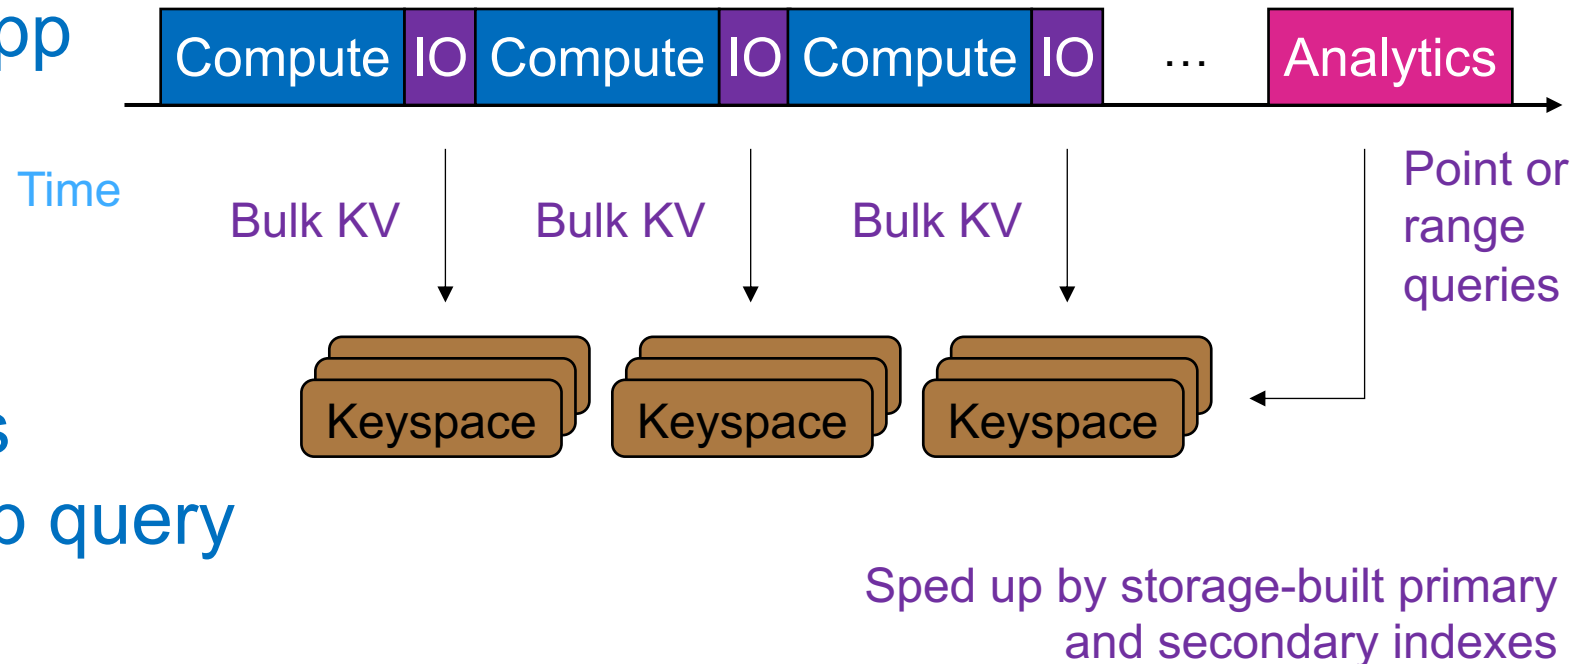 pp
Compute IO Compute IO Compute IO ... Analytics
Time
Bulk KV Bulk KV Bulk KV
Point or
range
queries
Keyspace Keyspace Keyspace
s
query
Sped up by storage-built primary
and secondary indexes